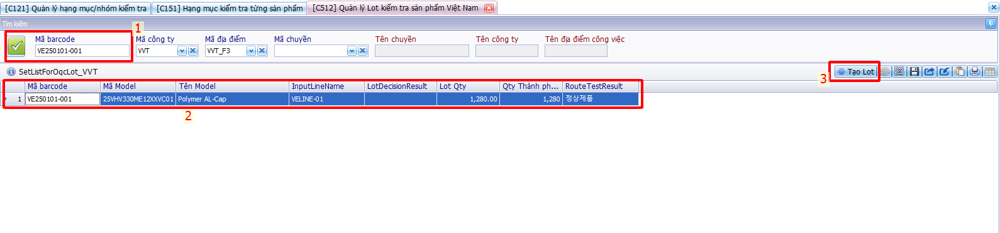 [C121] Quản lý hạng mục/nhóm kiểm tra [C151] Hạng mục kiểm tra từng sản phẩm [C512] Quản lý Lot kiểm tra sản phẩm Việt Nam
Tìm kiếm
1
Mã barcode Mã công ty Mã địa điểm Mã chuyền Tên chuyền Tên công ty Tên địa điểm công việc
VE250101-001 VVT VVT_F3
SetListForOqcLot_VVT 3 Tạo Lot
Mã barcode Mã Model Tên Model InputLineName LotDecisionResult Lot Qty Qty Thành ph... RouteTestResult
1 VE250101-001 25VHV330ME12XXVC01 Polymer AL-Cap VELINE-01 1,280.00 1,280 정상제품
2